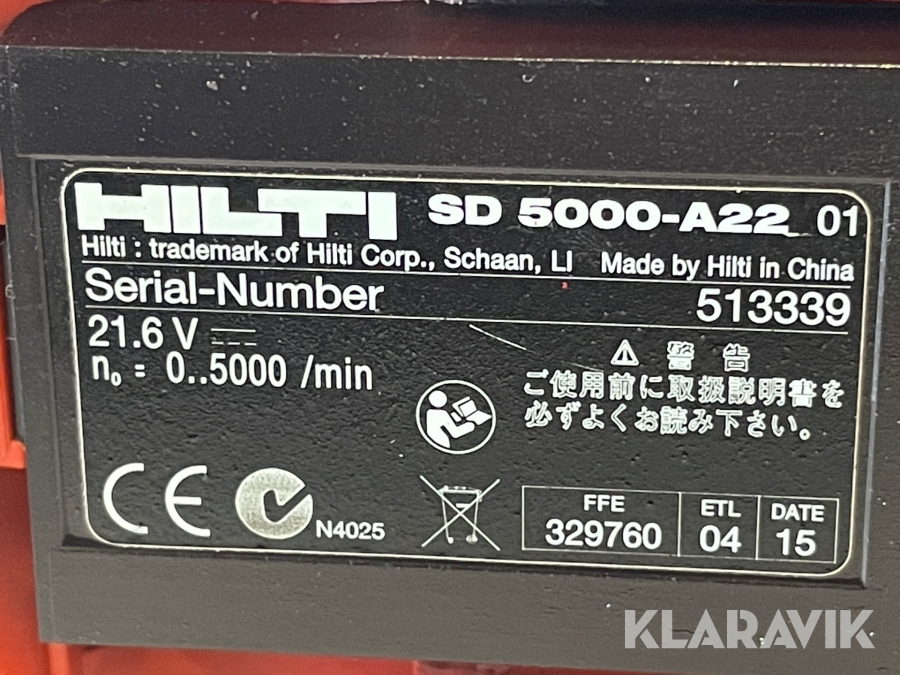 HILTI SD 5000-A22 01
Hilti : trademark of Hilti Corp., Schaan, LI Made by Hilti in China
Serial-Number 513339
21.6 V
n₀ = 0..5000 /min
警告
ご使用前に取扱説明書を
必ずよくお読み下さい。
CE N4025
FFE ETL DATE
329760 04 15
KLARAVIK